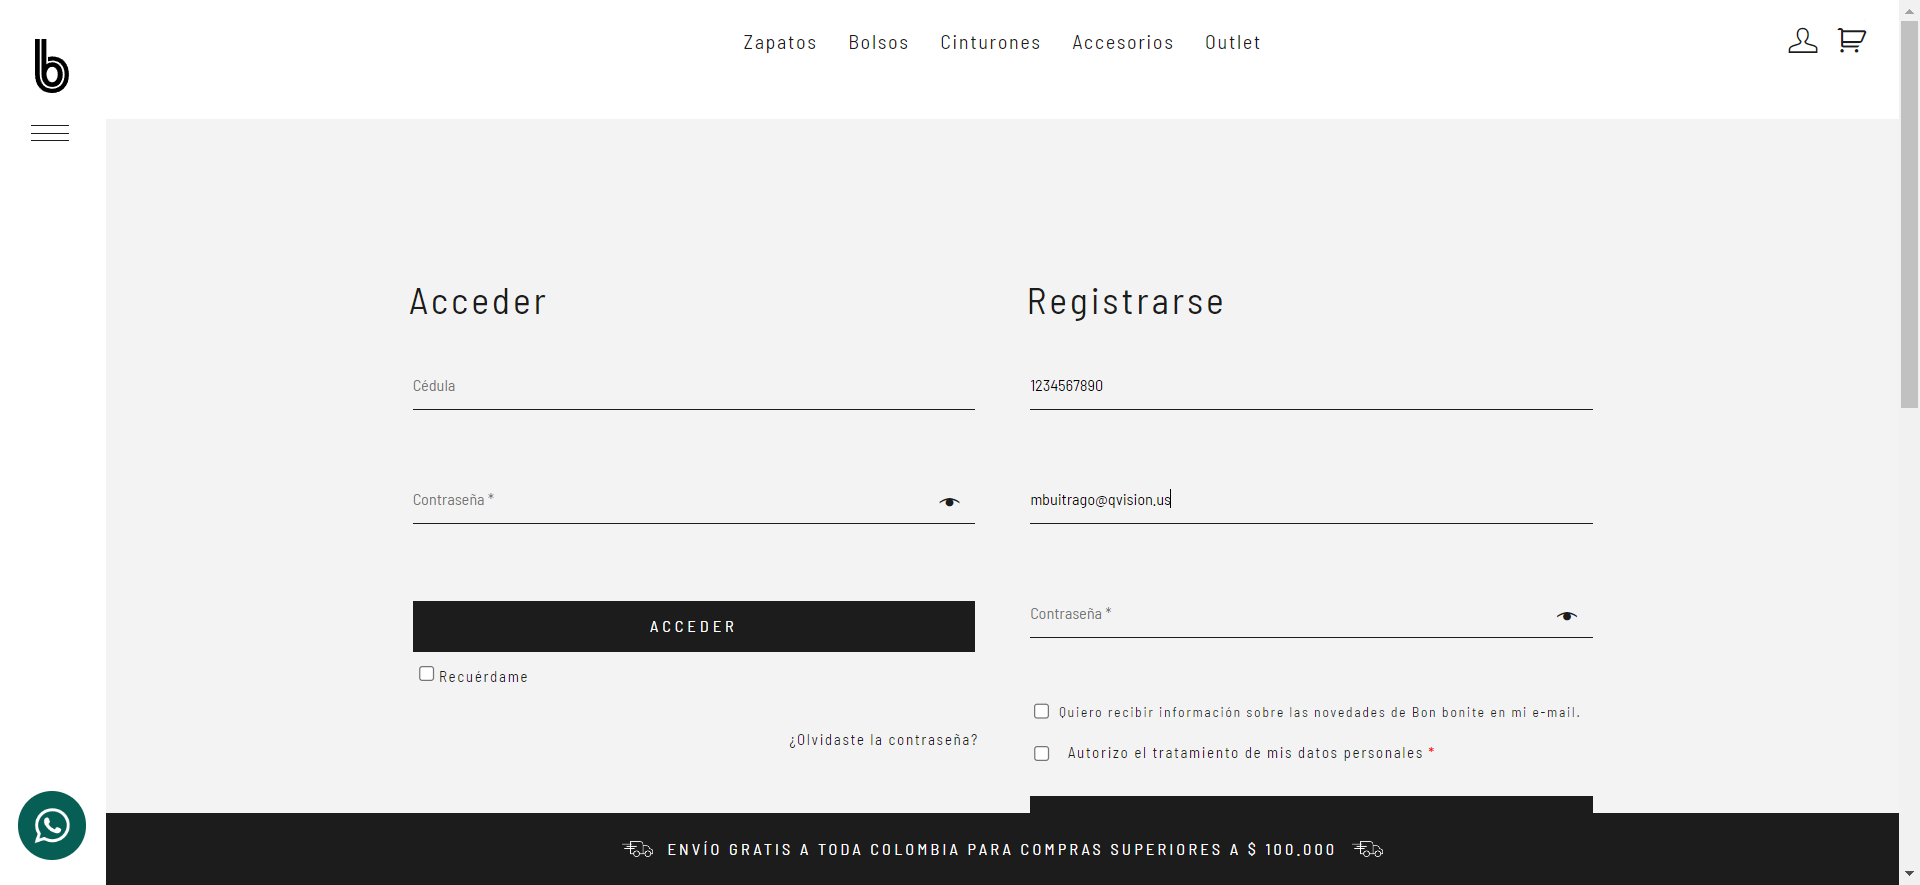 b
Zapatos Bolsos Cinturones Accesorios Outlet
Acceder
Cédula
Contraseña *
ACCEDER
Recuérdame
¿Olvidaste la contraseña?
Registrarse
1234567890
mbuitrago@qvision.us
Contraseña *
Quiero recibir información sobre las novedades de Bon bonite en mi e-mail.
Autorizo el tratamiento de mis datos personales *
ENVÍO GRATIS A TODA COLOMBIA PARA COMPRAS SUPERIORES A $ 100.000